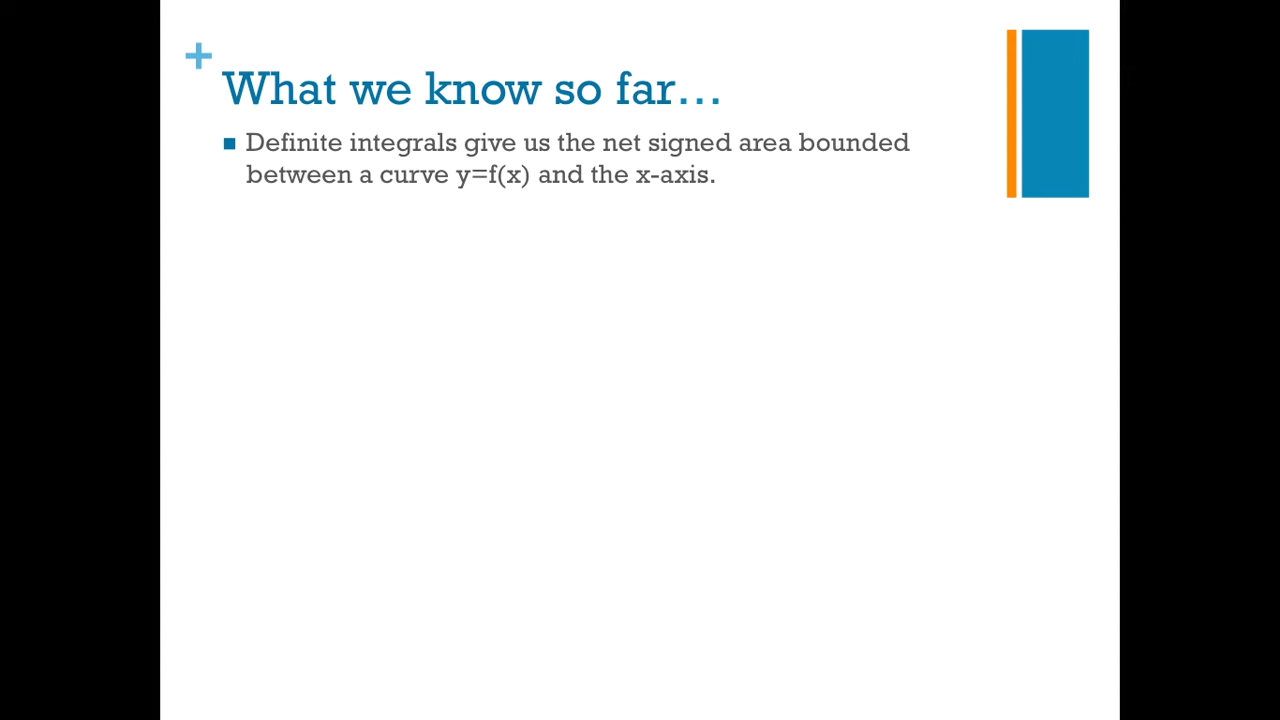 What we know so far…
Definite integrals give us the net signed area bounded
between a curve y=f(x) and the x-axis.